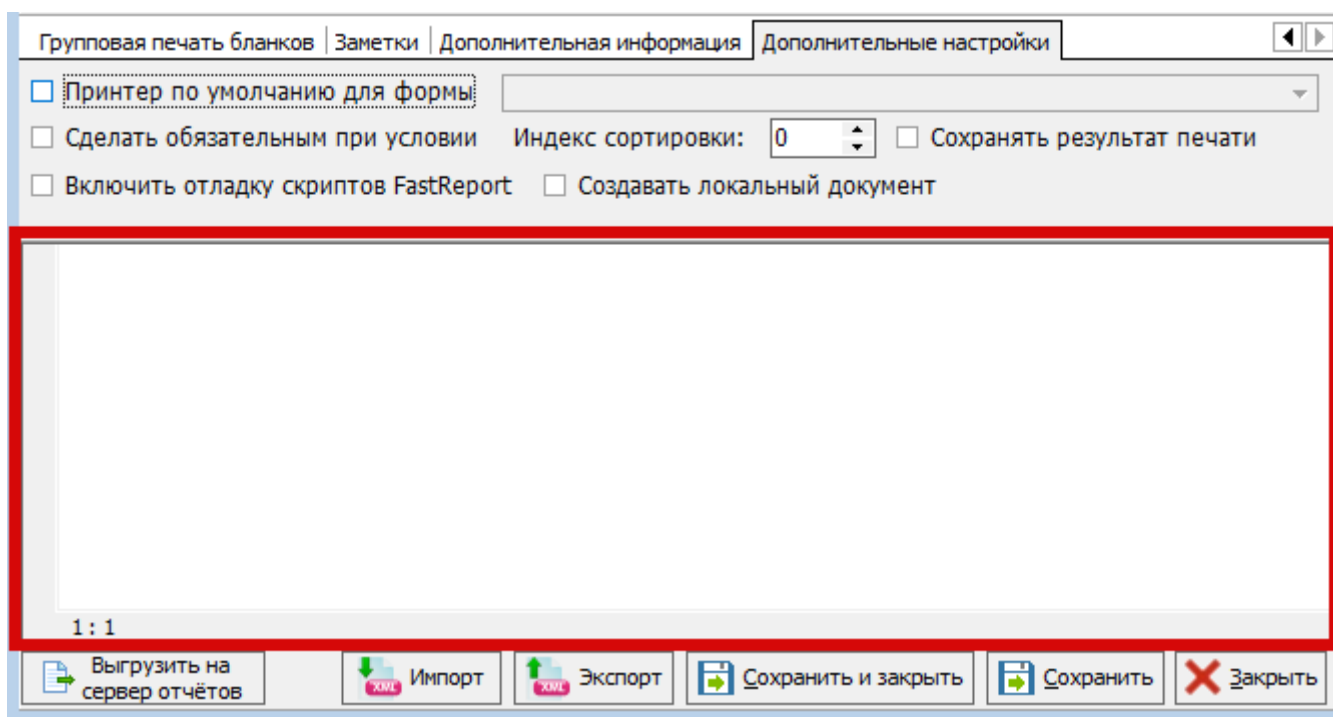 Групповая печать бланков Заметки Дополнительная информация Дополнительные настройки
Принтер по умолчанию для формы
Сделать обязательным при условии Индекс сортировки: 0 Сохранять результат печати
Включить отладку скриптов FastReport Создавать локальный документ
1: 1
Выгрузить на
сервер отчётов
XML Импорт XML Экспорт Сохранить и закрыть Сохранить Закрыть